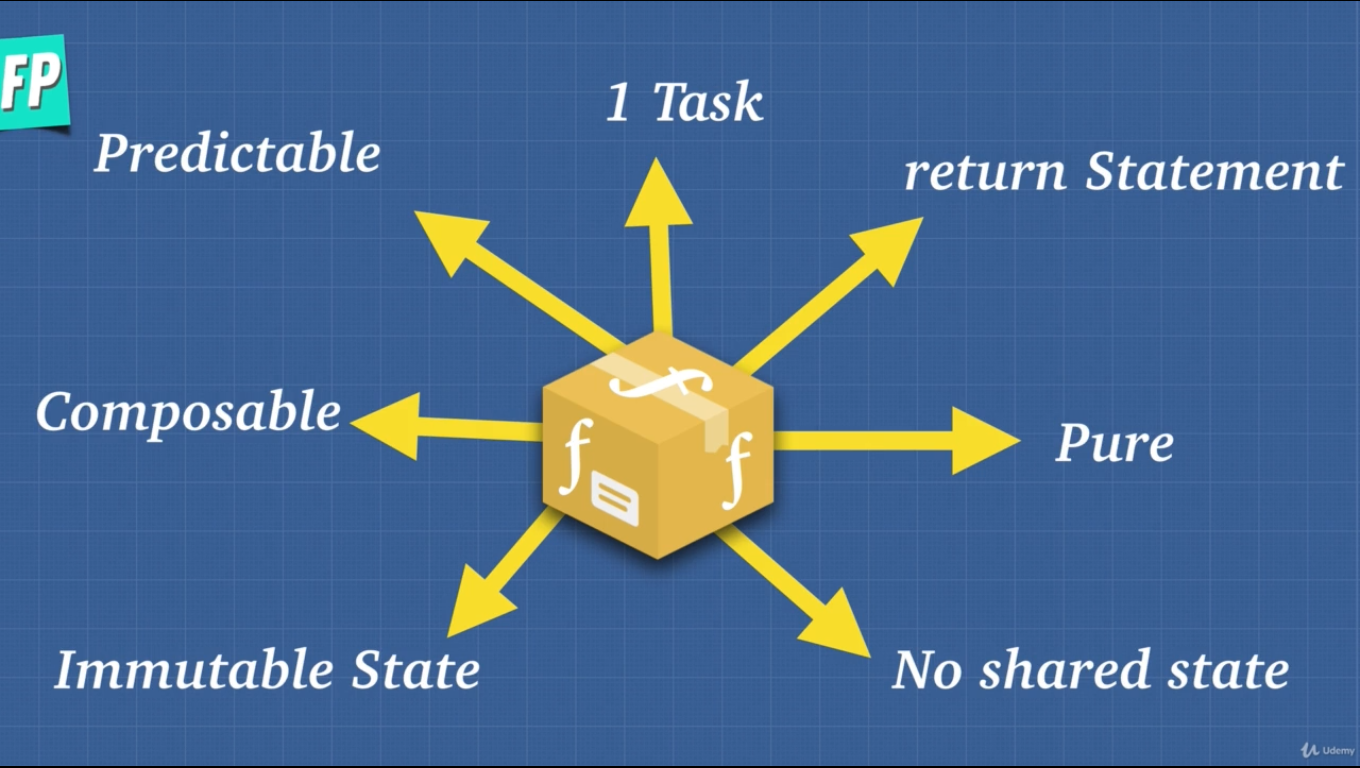 FP
1 Task
Predictable
return Statement
Composable
Pure
f
f
f
Immutable State
No shared state
Udemy